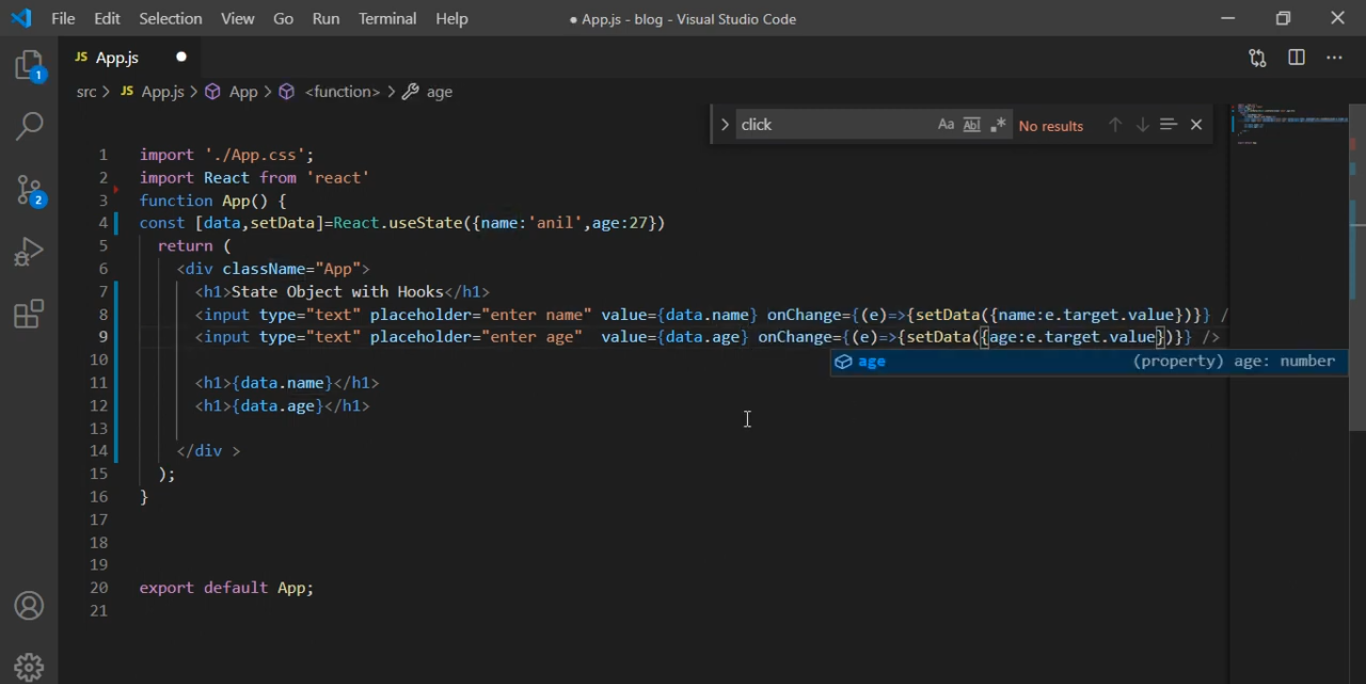 File Edit Selection View Go Run Terminal Help ● App.js - blog - Visual Studio Code
JS App.js ●
1
src > JS App.js > App > <function> > age
click Aa Abl .* No results
1 import './App.css';
2 import React from 'react'
2
3 function App() {
4 const [data,setData]=React.useState({name:'anil',age:27})
5 return (
6 <div className="App">
7 <h1>State Object with Hooks</h1>
8 <input type="text" placeholder="enter name" value={data.name} onChange={(e)=>{setData({name:e.target.value})}} /
9 <input type="text" placeholder="enter age" value={data.age} onChange={(e)=>{setData({age:e.target.value})}} />
10
age (property) age: number
11 <h1>{data.name}</h1>
12 <h1>{data.age}</h1>
13
14 </div >
15 );
16 }
17
18
19
20 export default App;
21